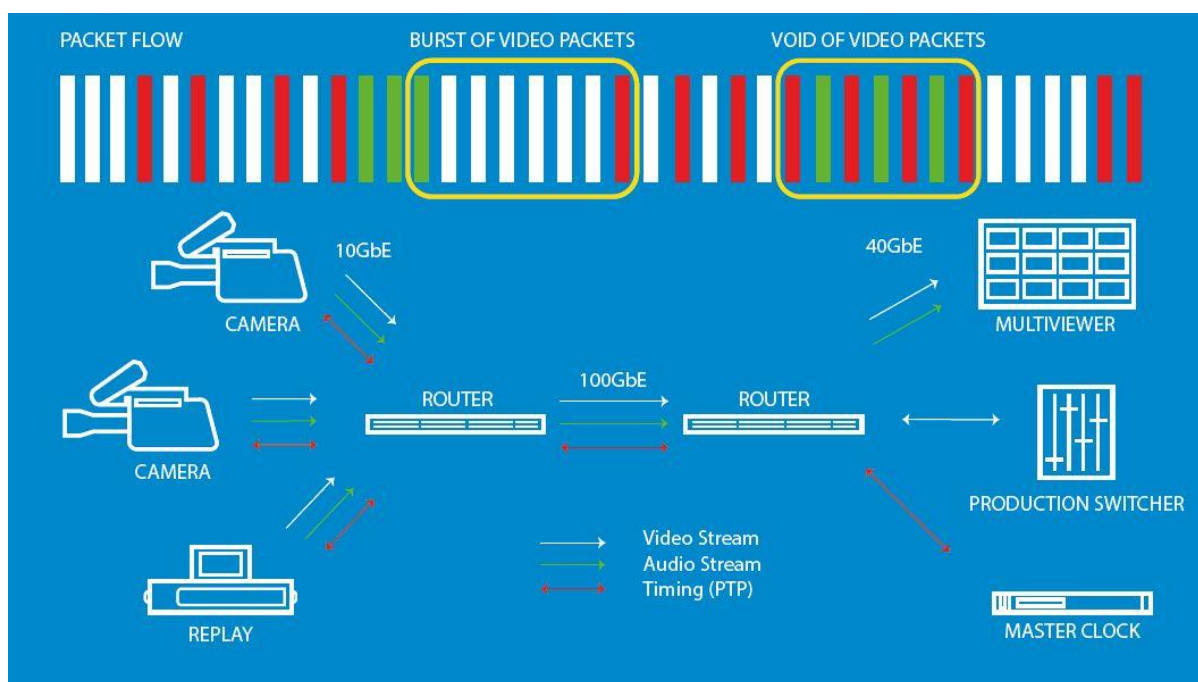 PACKET FLOW
BURST OF VIDEO PACKETS
VOID OF VIDEO PACKETS
10GbE
40GbE
CAMERA
MULTIVIEWER
100GbE
ROUTER
ROUTER
CAMERA
PRODUCTION SWITCHER
Video Stream
Audio Stream
Timing (PTP)
REPLAY
MASTER CLOCK